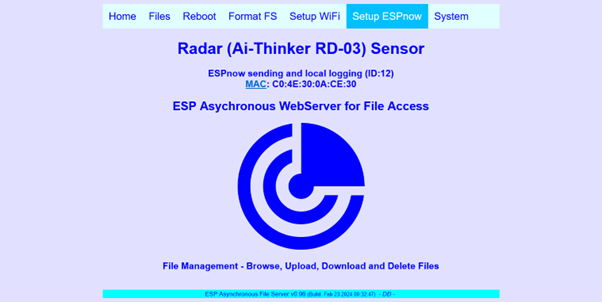 Home Files Reboot Format FS Setup WiFi Setup ESPnow System
Radar (Ai-Thinker RD-03) Sensor
ESPnow sending and local logging (ID:12)
MAC: C0:4E:30:0A:CE:30
ESP Asychronous WebServer for File Access
File Management - Browse, Upload, Download and Delete Files
ESP Asynchronous File Server v0.96 (Build: Feb 23 2024 09:32:47) - DB -